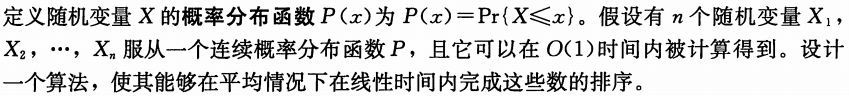 定义随机变量 X 的概率分布函数 P(x)为 P(x)=Pr{X≤x}。假设有 n 个随机变量 X₁,
X₂,…,Xₙ 服从一个连续概率分布函数 P,且它可以在 O(1)时间内被计算得到。设计
一个算法,使其能够在平均情况下在线性时间内完成这些数的排序。